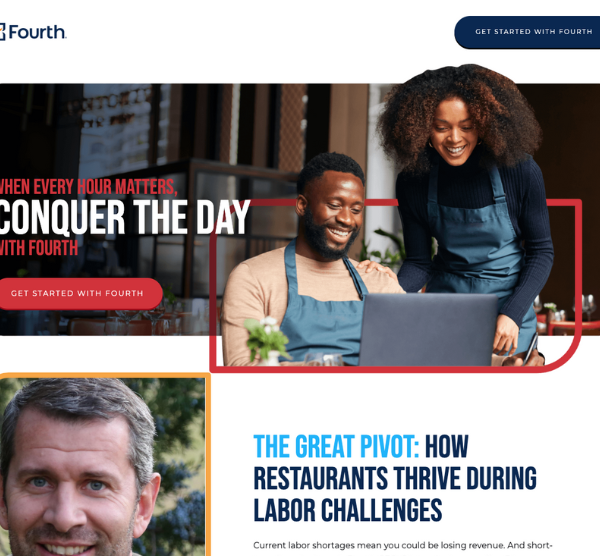 Fourth
GET STARTED WITH FOURTH
WHEN EVERY HOUR MATTERS,
CONQUER THE DAY
WITH FOURTH
GET STARTED WITH FOURTH
THE GREAT PIVOT: HOW
RESTAURANTS THRIVE DURING
LABOR CHALLENGES
Current labor shortages mean you could be losing revenue. And short-